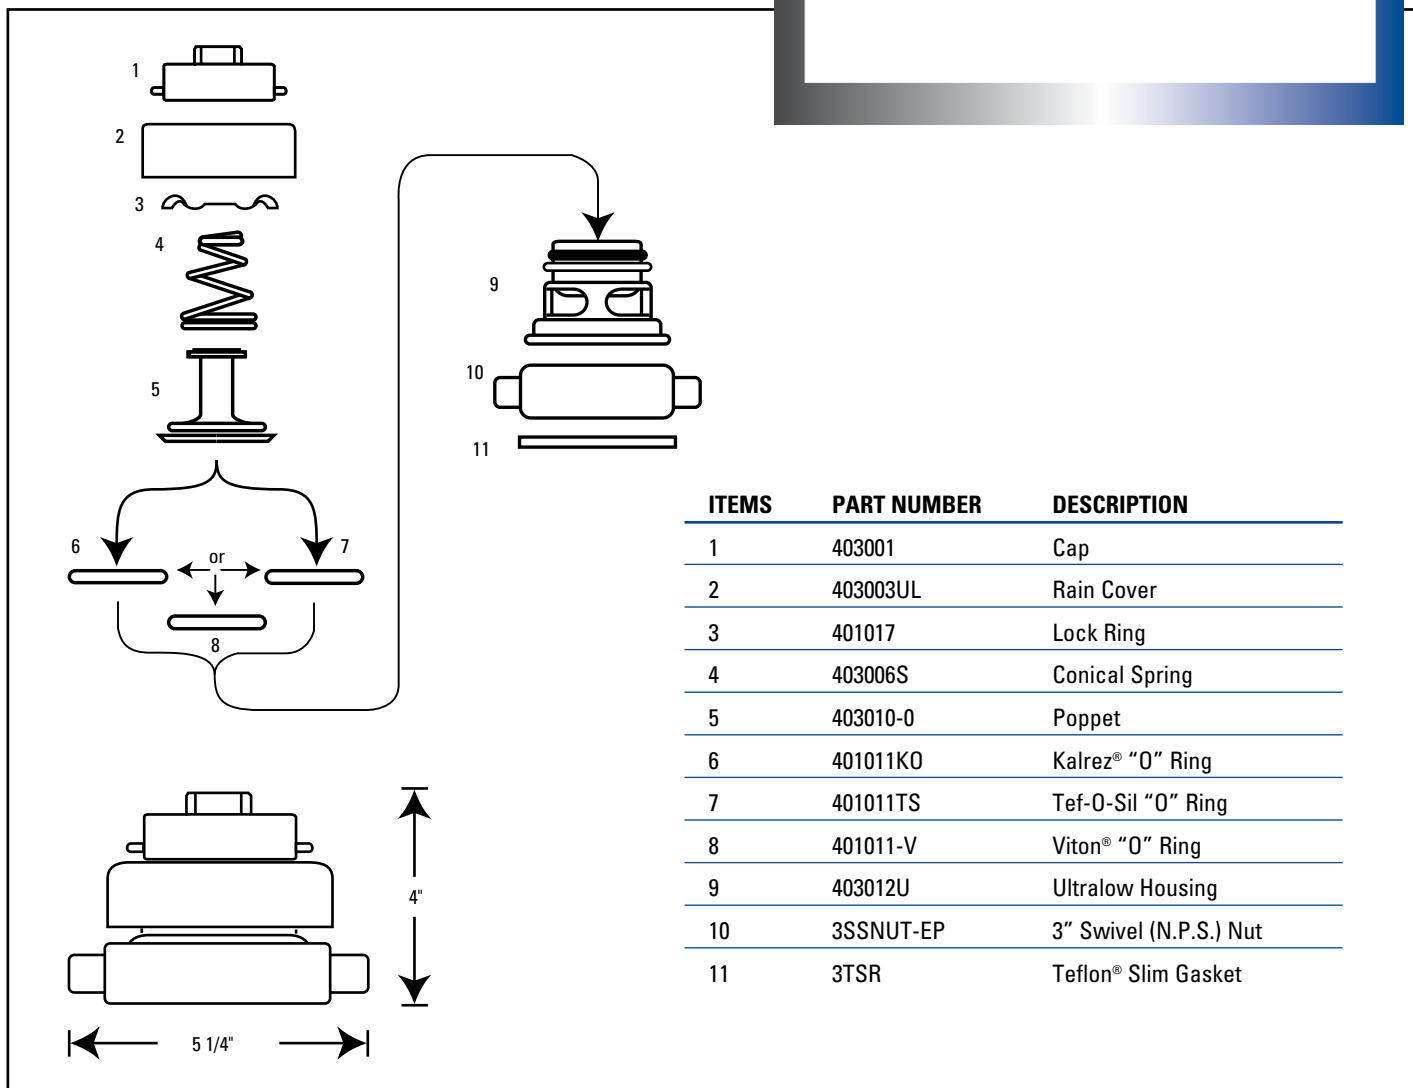 1
2
3
4
5
6
or
7
8
9
10
11
4"
5 1/4"
ITEMS PART NUMBER DESCRIPTION
1 403001 Cap
2 403003UL Rain Cover
3 401017 Lock Ring
4 403006S Conical Spring
5 403010-0 Poppet
6 401011KO Kalrez® “O” Ring
7 401011TS Tef-O-Sil “O” Ring
8 401011-V Viton® “O” Ring
9 403012U Ultralow Housing
10 3SSNUT-EP 3” Swivel (N.P.S.) Nut
11 3TSR Teflon® Slim Gasket